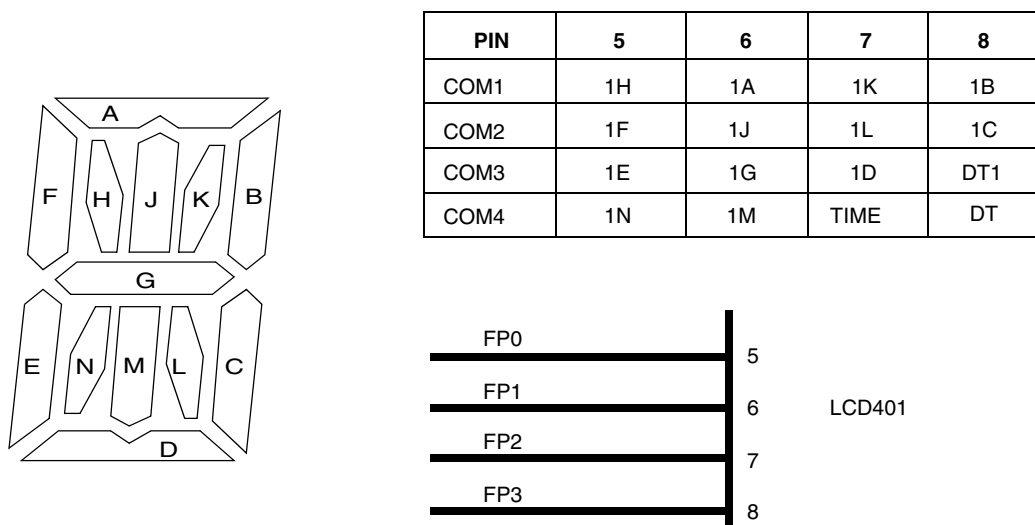 A
F H J K B
G
E N M L C
D
PIN 5 6 7 8
COM1 1H 1A 1K 1B
COM2 1F 1J 1L 1C
COM3 1E 1G 1D DT1
COM4 1N 1M TIME DT
FP0 5
FP1 6 LCD401
FP2 7
FP3 8